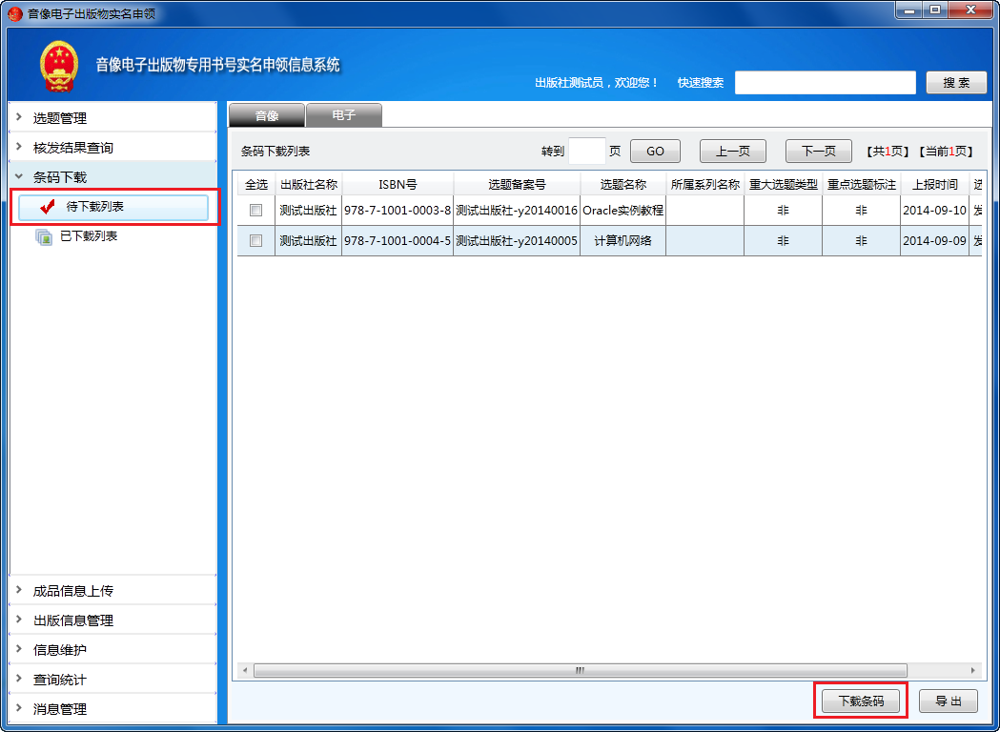 音像电子出版物实名申领
音像电子出版物专用书号实名申领信息系统
出版社测试员，欢迎您！ 快速搜索 搜 索
选题管理
核发结果查询
条码下载
待下载列表
已下载列表
成品信息上传
出版信息管理
信息维护
查询统计
消息管理
音像 电子
条码下载列表 转到 页 GO 上一页 下一页 【共1页】【当前1页】
全选 出版社名称 ISBN号 选题备案号 选题名称 所属系列名称 重大选题类型 重点选题标注 上报时间 选
测试出版社 978-7-1001-0003-8 测试出版社-y20140016 Oracle实例教程 非 非 2014-09-10 发
测试出版社 978-7-1001-0004-5 测试出版社-y20140005 计算机网络 非 非 2014-09-09 发
下载条码 导 出